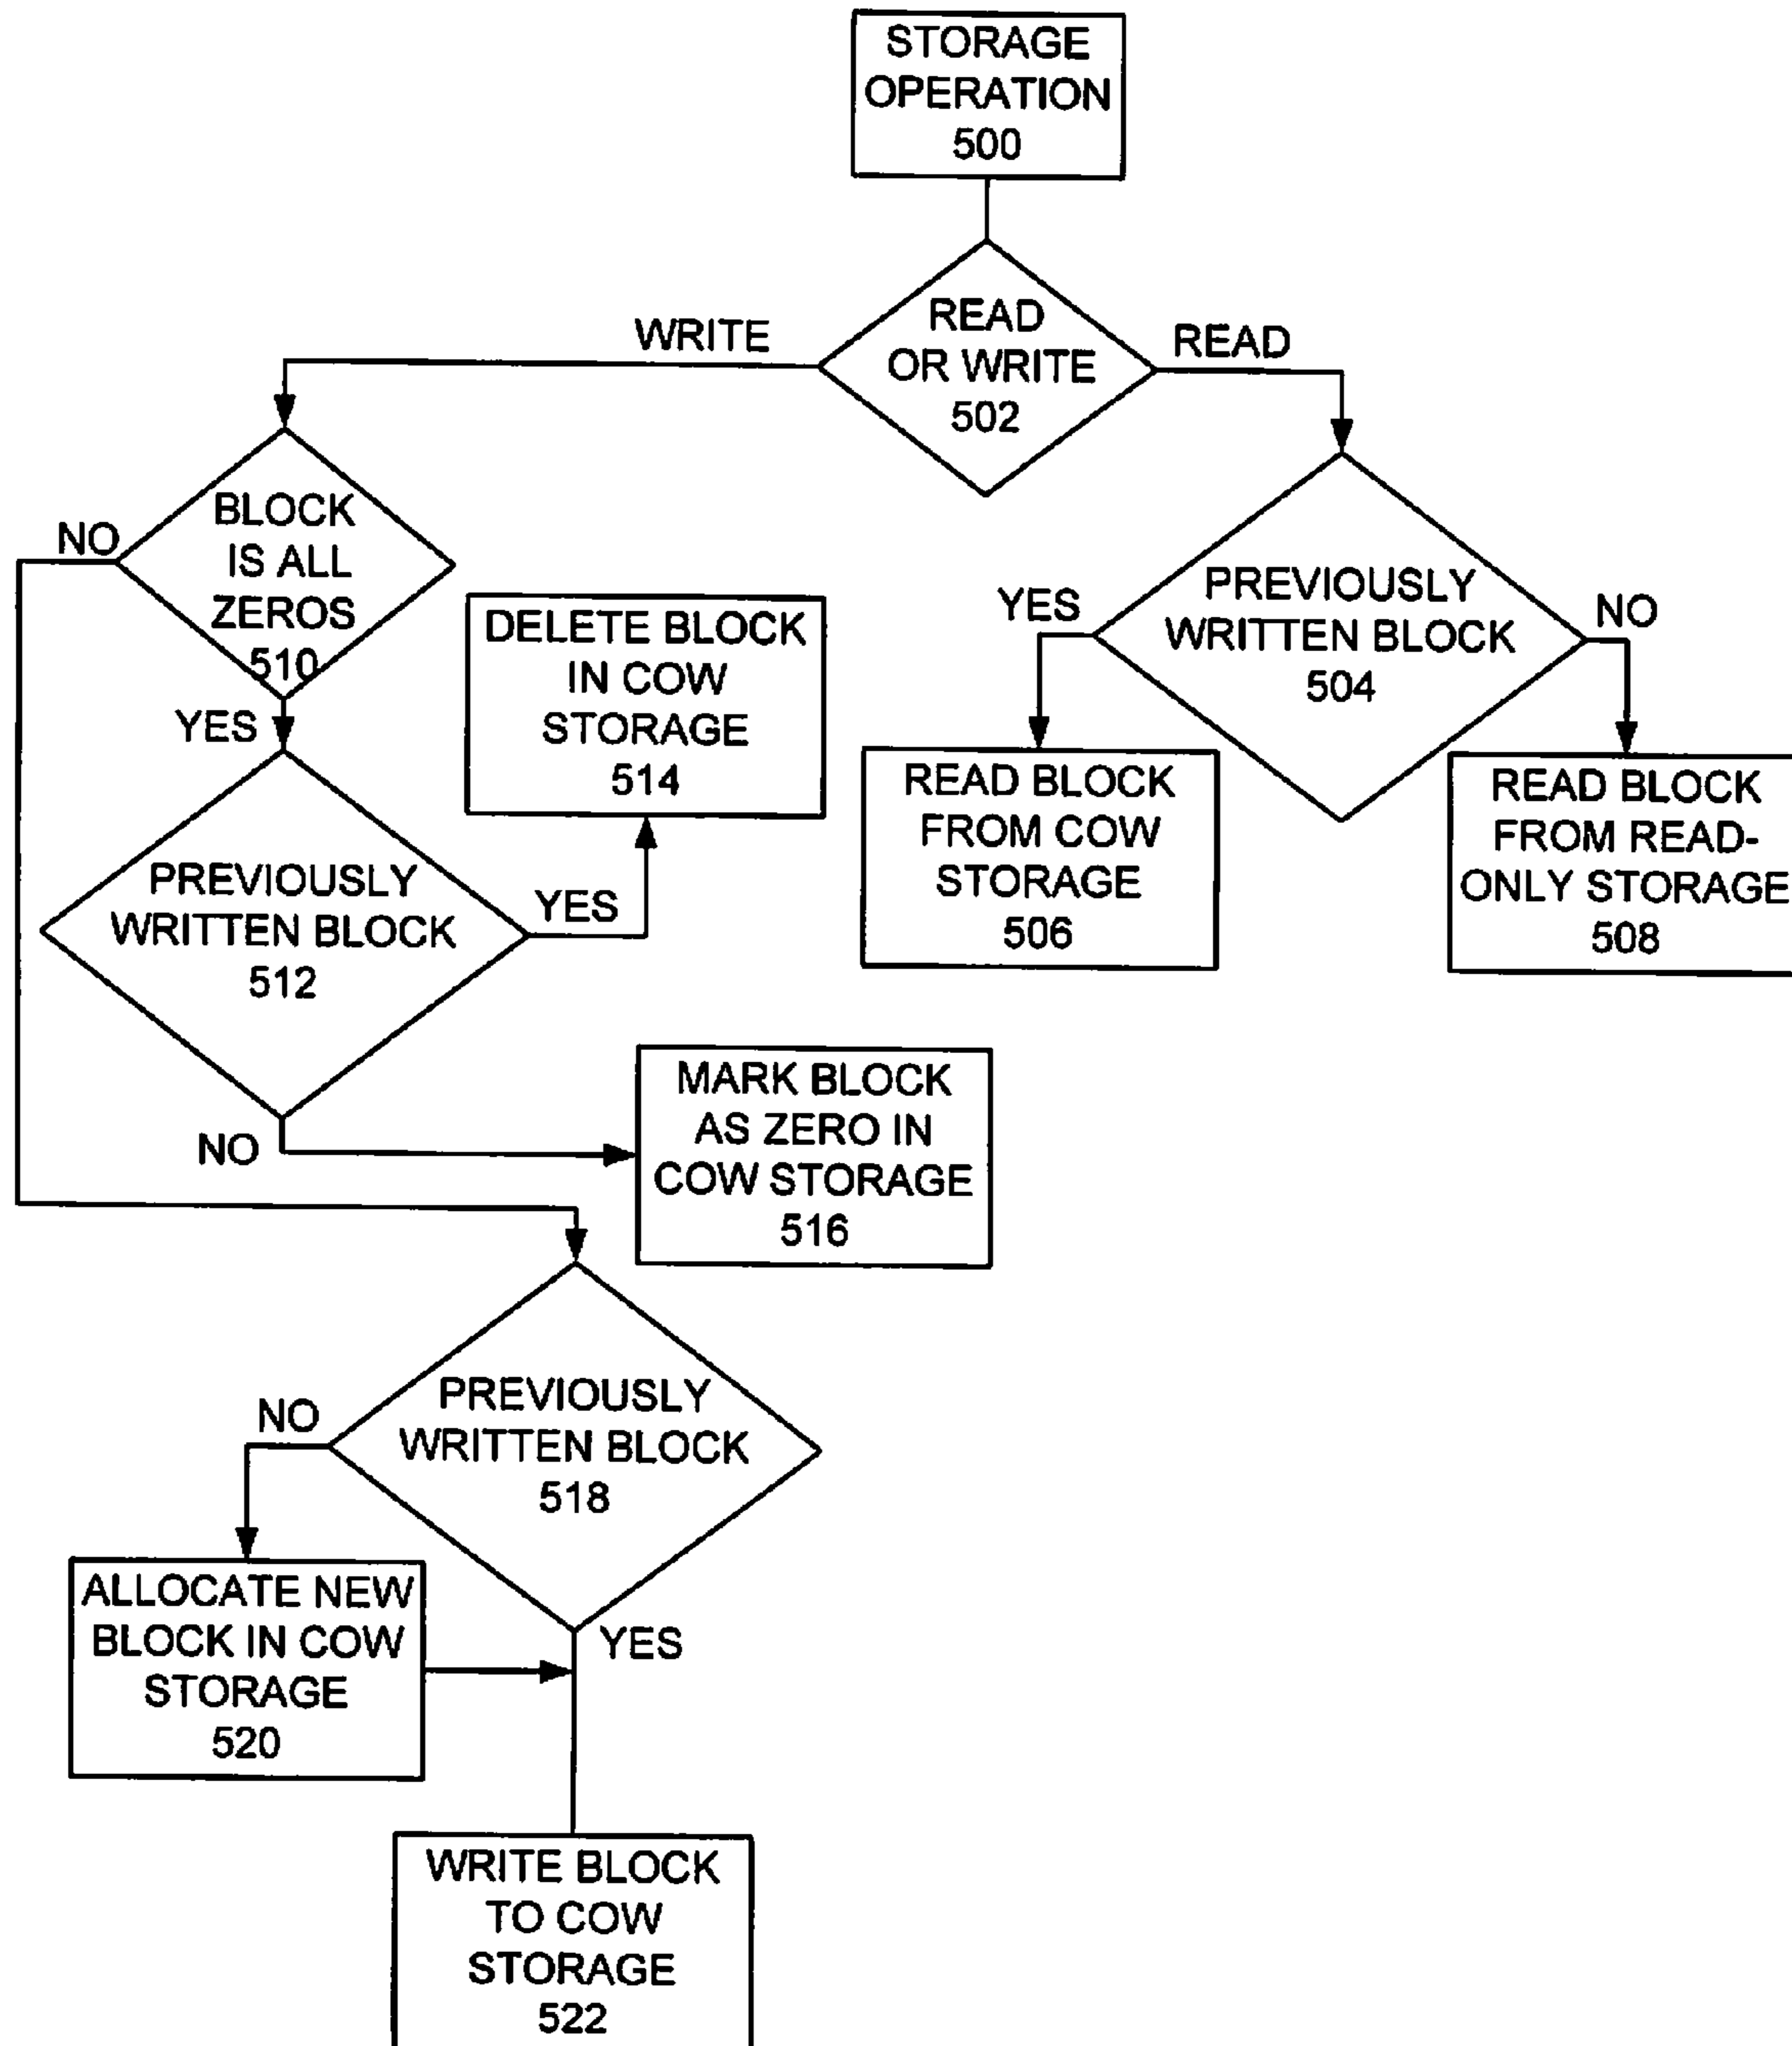 STORAGE
OPERATION
500
READ
OR WRITE
502
WRITE
READ
BLOCK
IS ALL
ZEROS
510
NO
YES
PREVIOUSLY
WRITTEN BLOCK
504
YES
NO
DELETE BLOCK
IN COW
STORAGE
514
READ BLOCK
FROM COW
STORAGE
506
READ BLOCK
FROM READ-
ONLY STORAGE
508
PREVIOUSLY
WRITTEN BLOCK
512
YES
NO
MARK BLOCK
AS ZERO IN
COW STORAGE
516
PREVIOUSLY
WRITTEN BLOCK
518
NO
YES
ALLOCATE NEW
BLOCK IN COW
STORAGE
520
WRITE BLOCK
TO COW
STORAGE
522